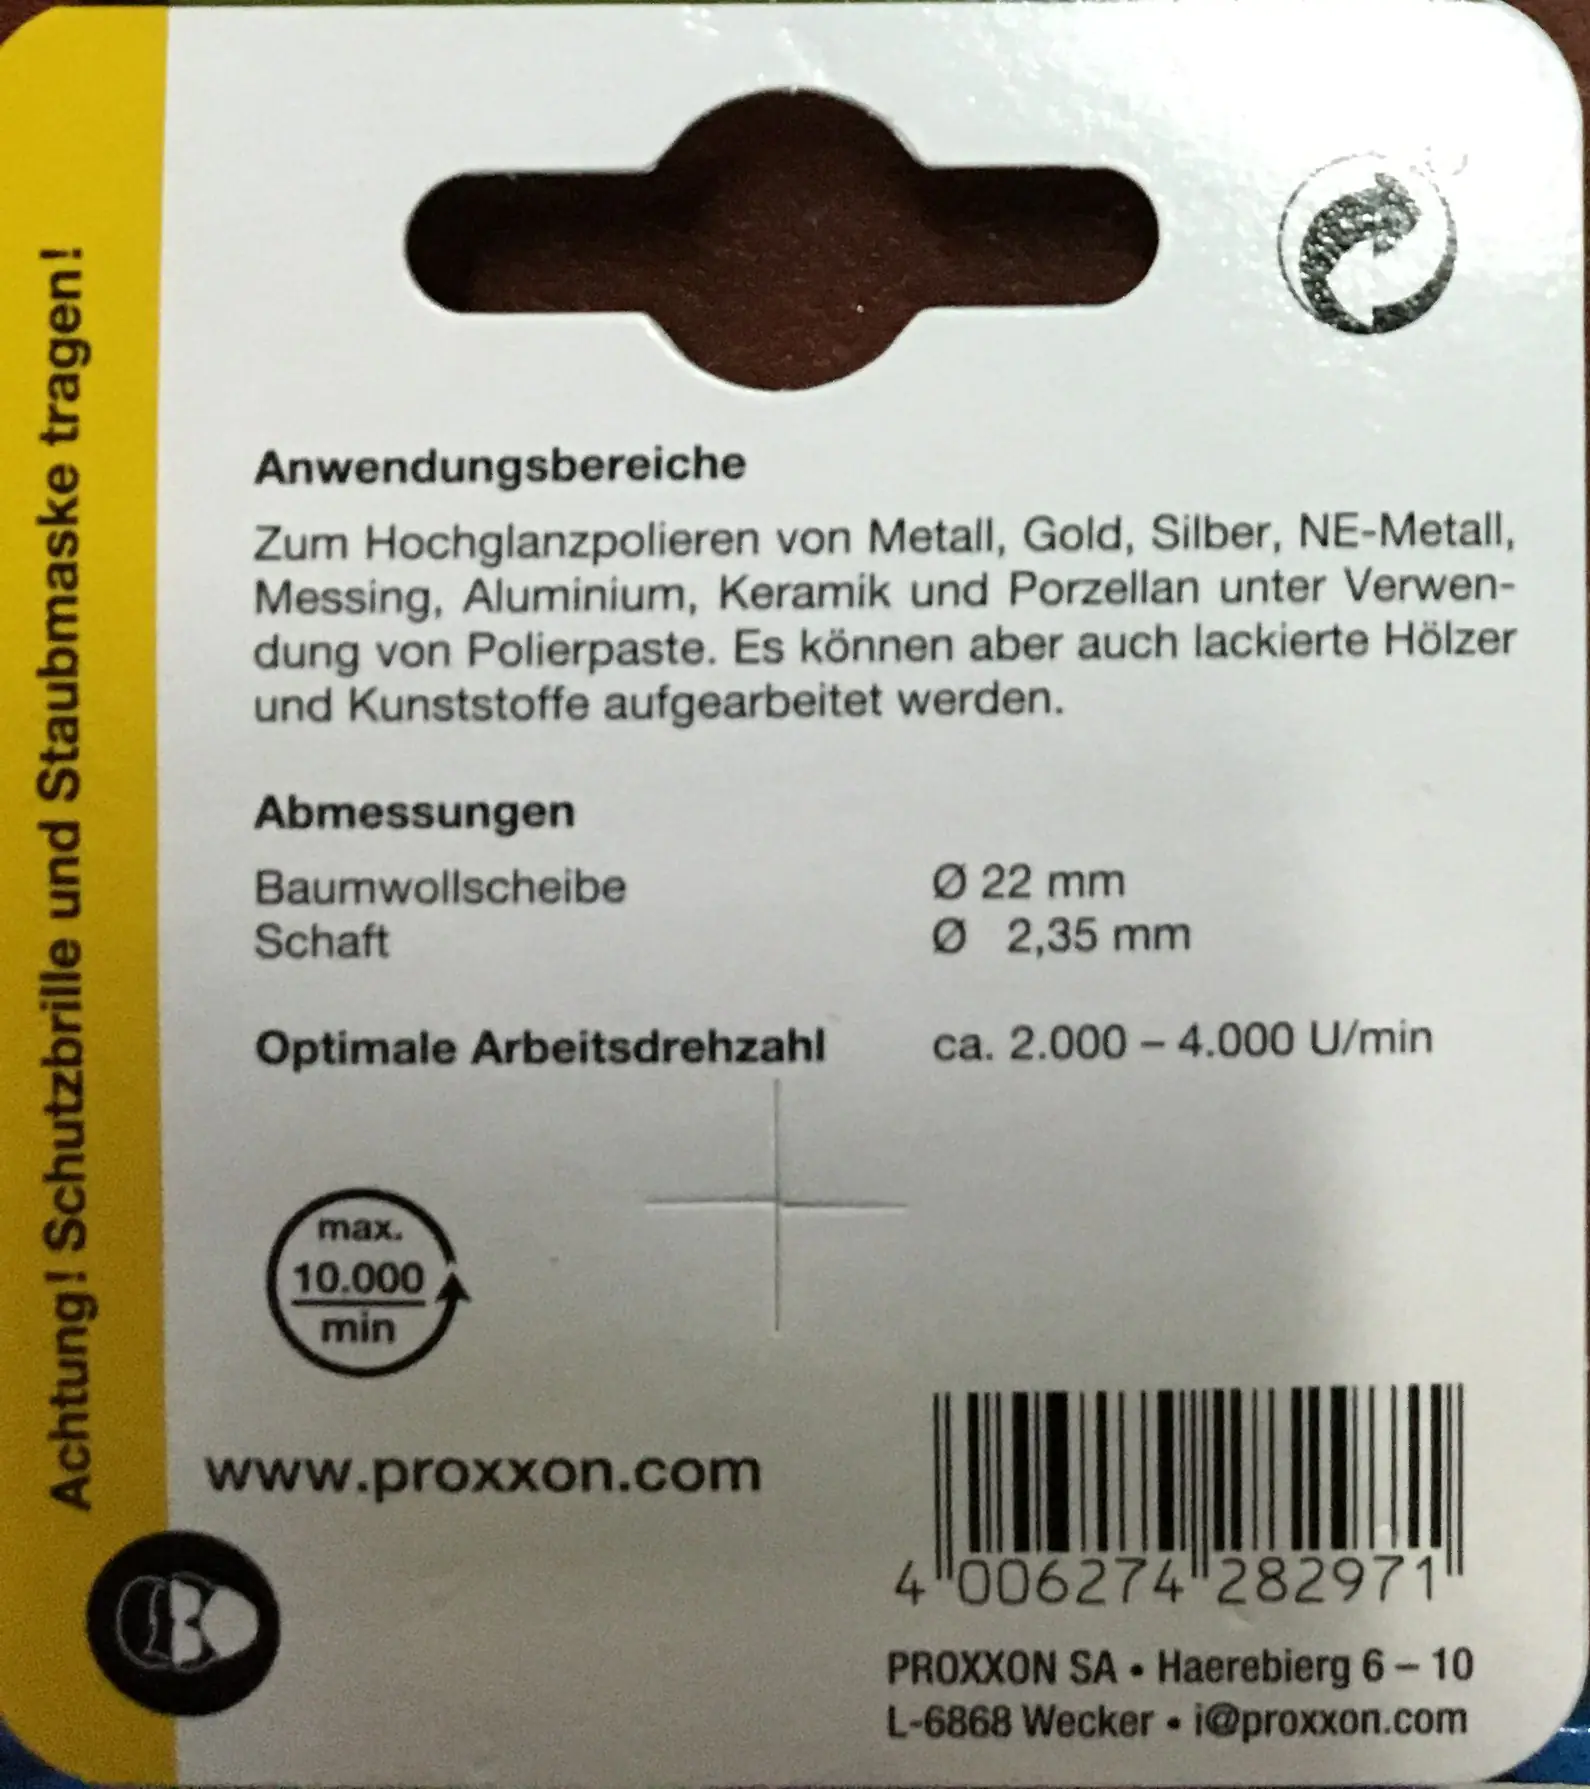 Achtung! Schutzbrille und Staubmaske tragen!
Anwendungsbereiche
Zum Hochglanzpolieren von Metall, Gold, Silber, NE-Metall,
Messing, Aluminium, Keramik und Porzellan unter Verwen-
dung von Polierpaste. Es können aber auch lackierte Hölzer
und Kunststoffe aufgearbeitet werden.
Abmessungen
Baumwollscheibe Ø 22 mm
Schaft Ø 2,35 mm
Optimale Arbeitsdrehzahl ca. 2.000 – 4.000 U/min
max.
10.000
min
www.proxxon.com
4 006274 282971
PROXXON SA • Haerebierg 6 – 10
L-6868 Wecker • i@proxxon.com